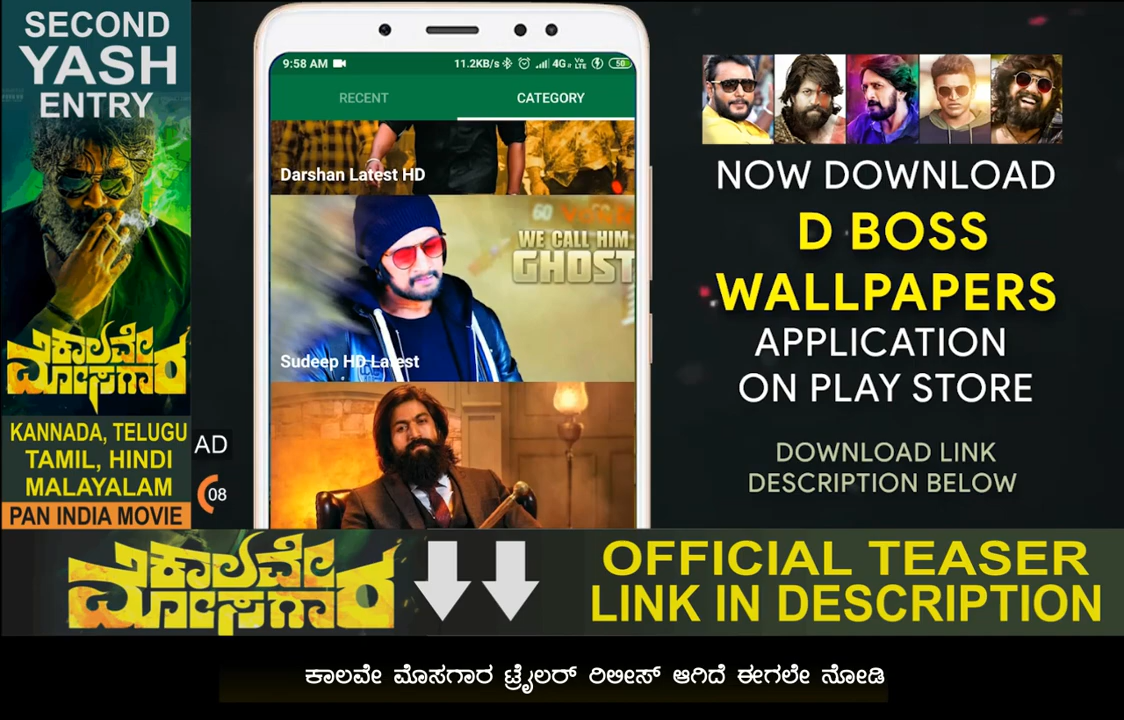 SECOND
YASH
ENTRY
ಕಾಲವೇ
ಮೋಸಗಾರ
KANNADA, TELUGU
TAMIL, HINDI
MALAYALAM
PAN INDIA MOVIE
AD
08
9:58 AM
11.2KB/s 4G Vo LTE 50
RECENT CATEGORY
Darshan Latest HD
WE CALL HIM
GHOST
Sudeep HD Latest
NOW DOWNLOAD
D BOSS
WALLPAPERS
APPLICATION
ON PLAY STORE
DOWNLOAD LINK
DESCRIPTION BELOW
ಕಾಲವೇ
ಮೋಸಗಾರ
OFFICIAL TEASER
LINK IN DESCRIPTION
ಕಾಲವೇ ಮೊಸಗಾರ ಟ್ರೈಲರ್ ರಿಲೀಸ್ ಆಗಿದೆ ಈಗಲೇ ನೋಡಿ